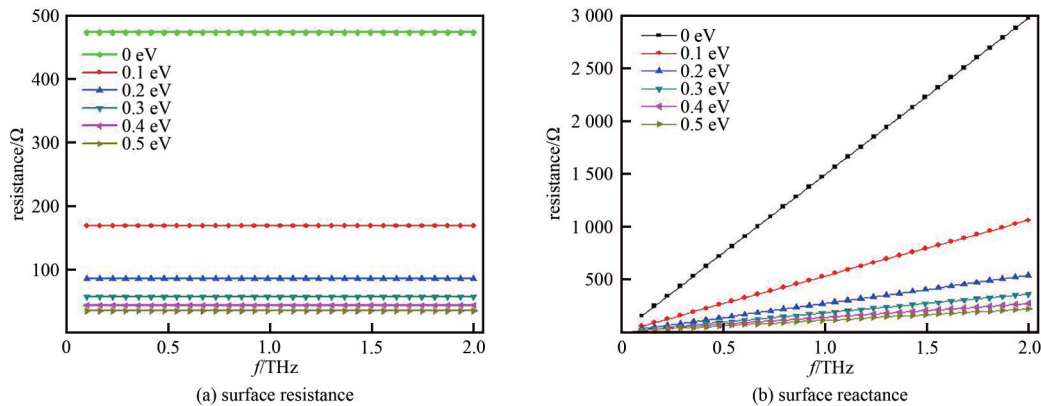 500
400
300
200
100
resistance/Ω
0 eV
0.1 eV
0.2 eV
0.3 eV
0.4 eV
0.5 eV
0
0.5
1.0
1.5
2.0
f/THz
(a) surface resistance
3 000
2 500
2 000
1 500
1 000
500
resistance/Ω
0 eV
0.1 eV
0.2 eV
0.3 eV
0.4 eV
0.5 eV
0
0.5
1.0
1.5
2.0
f/THz
(b) surface reactance